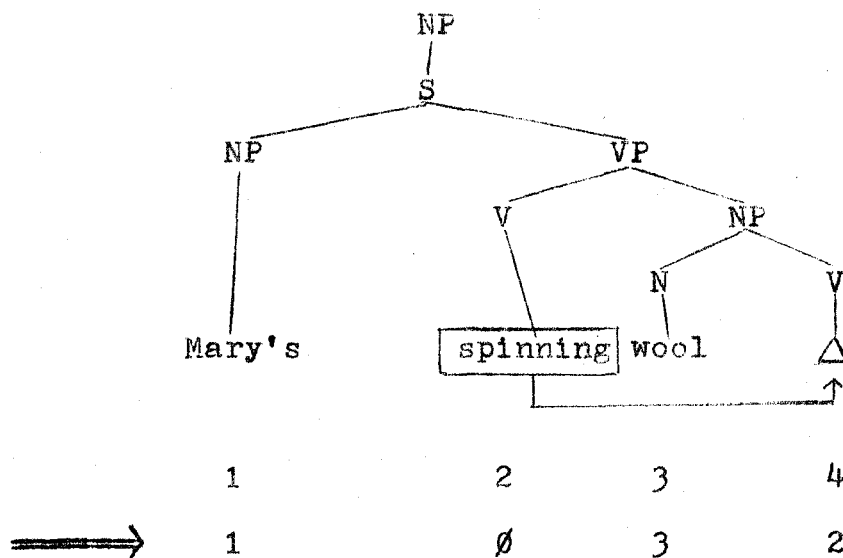 NP
S
NP VP
V NP
N V
Mary's spinning wool △
1 2 3 4
⟹ 1 ∅ 3 2